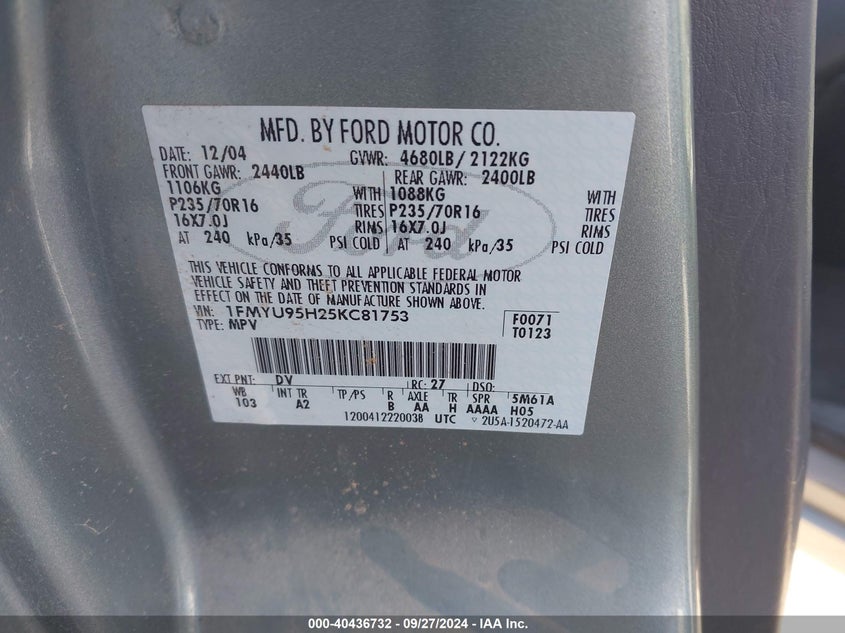 MFD. BY FORD MOTOR CO.
DATE: 12/04 GVWR: 4680LB/ 2122KG
FRONT GAWR: 2440LB REAR GAWR: 2400LB
1106KG WITH 1088KG WITH
P235/70R16 TIRES P235/70R16 TIRES
16X7.0J RIMS 16X7.0J RIMS
AT 240 kPa/35 PSI COLD AT 240 kPa/35 PSI COLD
Ford
THIS VEHICLE CONFORMS TO ALL APPLICABLE FEDERAL MOTOR
VEHICLE SAFETY AND THEFT PREVENTION STANDARDS IN
EFFECT ON THE DATE OF MANUFACTURE SHOWN ABOVE.
VIN: 1FMYU95H25KC81753 F0071
TYPE: MPV T0123
EXT PNT: DV RC: 27 DSO:
WB INT TR TP/PS R AXLE TR SPR 5M61A
103 A2 B AA H AAAA H05
1200412220038 UTC ▽ 2U5A-1520472-AA
000-40436732 - 09/27/2024 - IAA Inc.